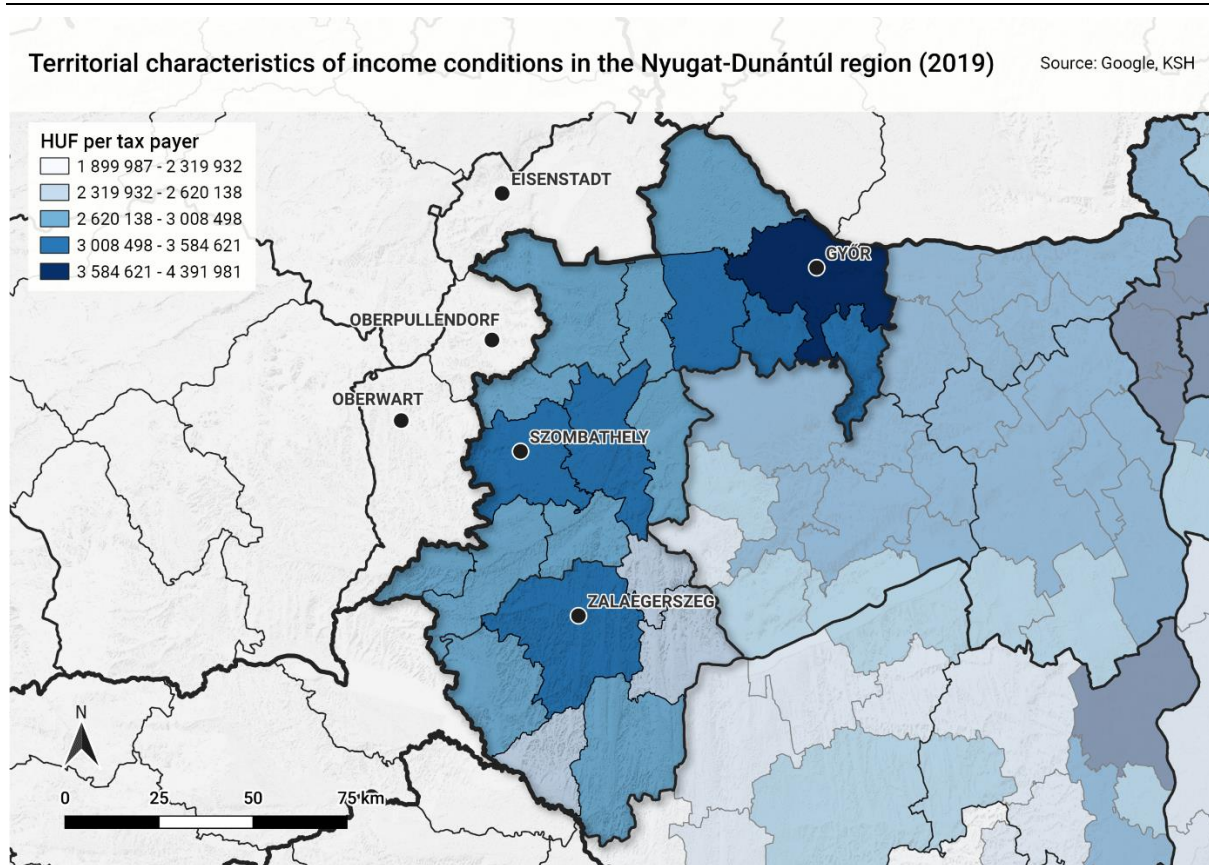 Territorial characteristics of income conditions in the Nyugat-Dunántúl region (2019)
Source: Google, KSH
HUF per tax payer
1 899 987 - 2 319 932
2 319 932 - 2 620 138
2 620 138 - 3 008 498
3 008 498 - 3 584 621
3 584 621 - 4 391 981
EISENSTADT
GYŐR
OBERPULLENDORF
OBERWART
SZOMBATHELY
ZALAEGERSZEG
N
0 25 50 75 km